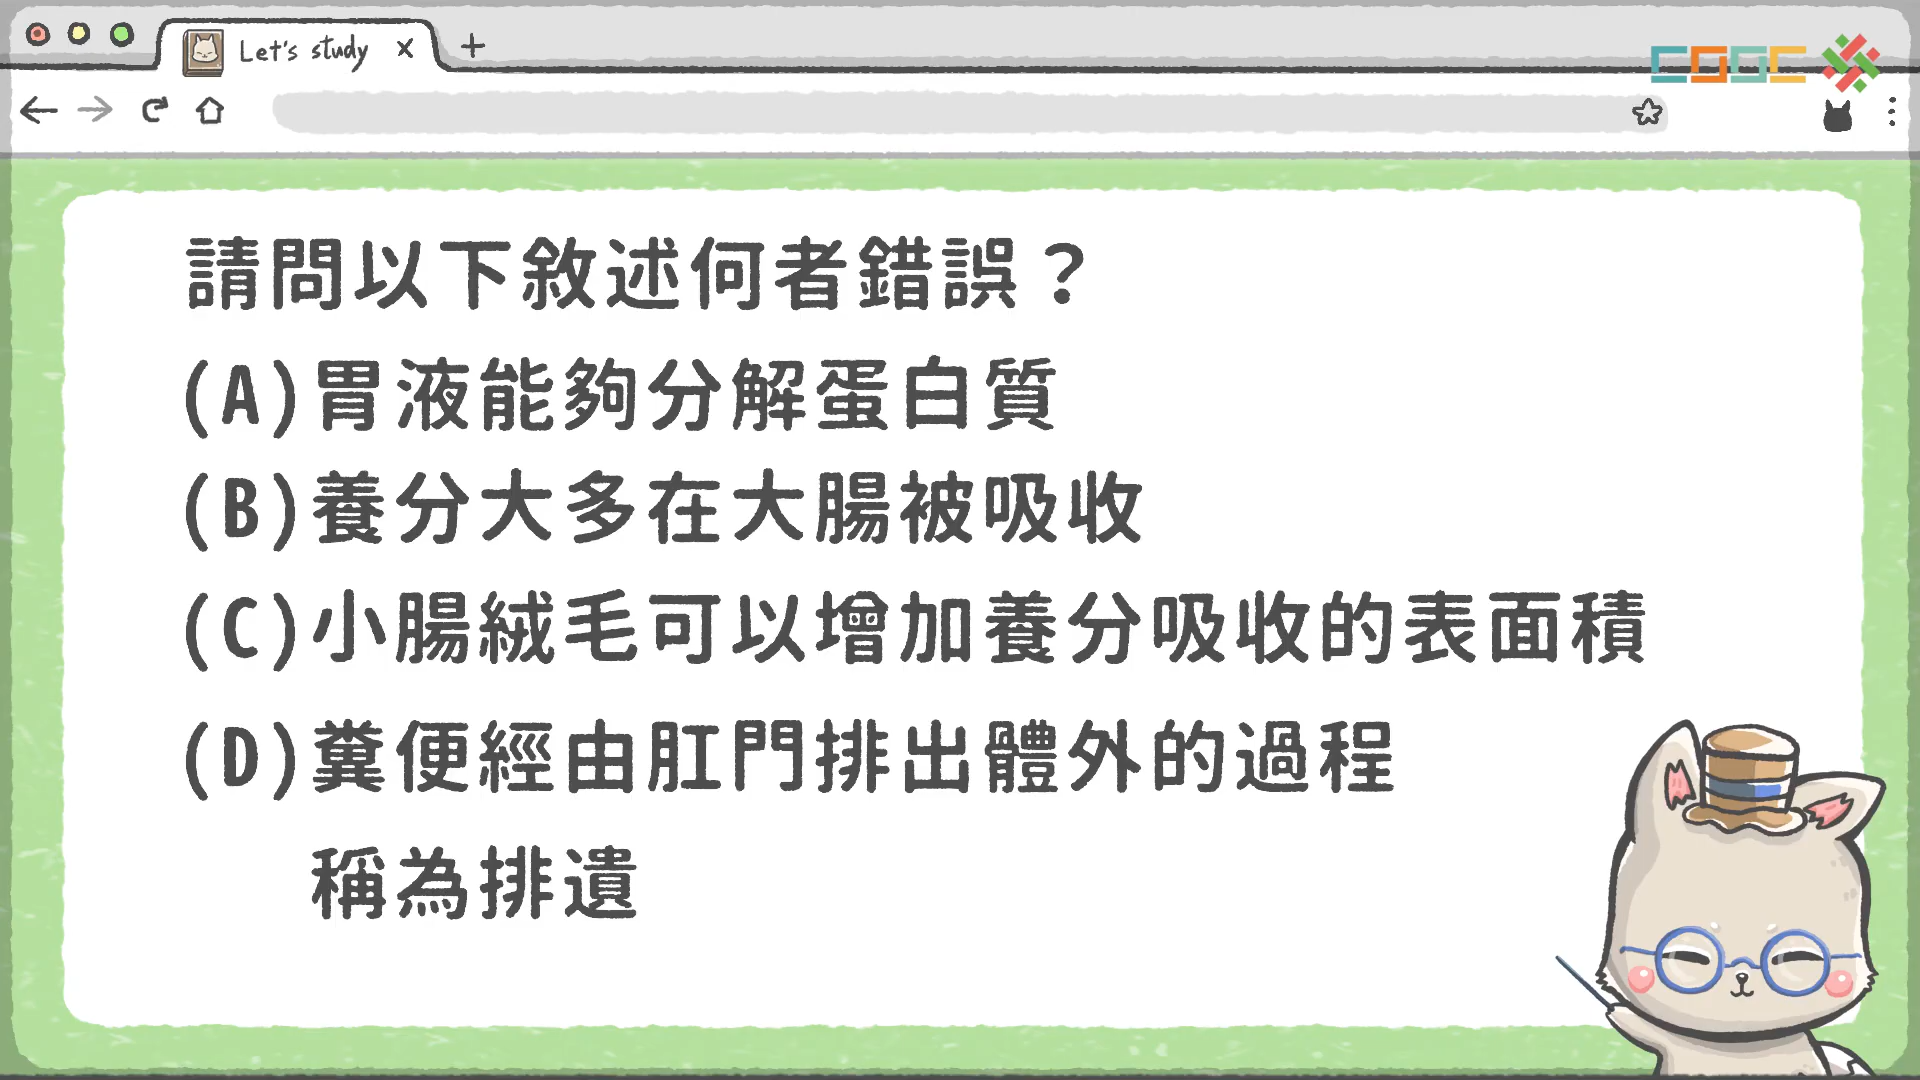 Let's study
請問以下敘述何者錯誤？
(A)胃液能夠分解蛋白質
(B)養分大多在大腸被吸收
(C)小腸絨毛可以增加養分吸收的表面積
(D)糞便經由肛門排出體外的過程
稱為排遺